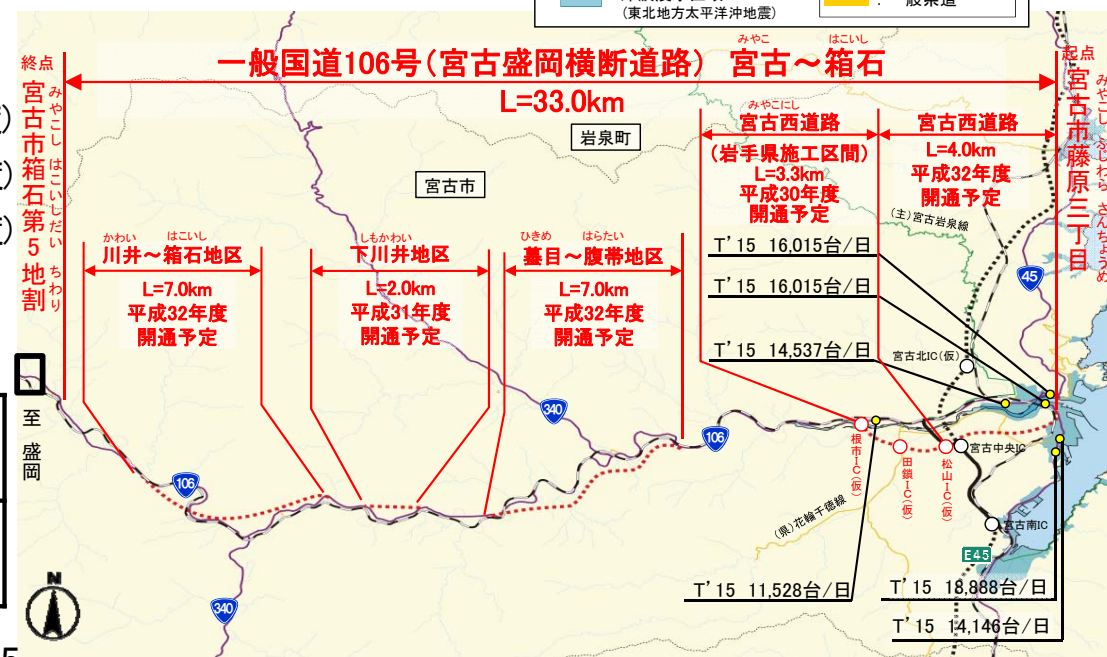 (東北地方太平洋沖地震)
みやこ はこいし
一般国道106号(宮古盛岡横断道路) 宮古～箱石
L=33.0km
終点
宮古市箱石第5地割
みやこし はこいしだい ちわり
起点
宮古市藤原三丁目
みやこし ふじわら さんちょうめ
岩泉町
宮古市
みやこにし
宮古西道路
(岩手県施工区間)
L=3.3km
平成30年度
開通予定
宮古西道路
L=4.0km
平成32年度
開通予定
(主)宮古岩泉線
かわい はこいし
川井～箱石地区
L=7.0km
平成32年度
開通予定
しもかわい
下川井地区
L=2.0km
平成31年度
開通予定
ひきめ はらたい
蟇目～腹帯地区
L=7.0km
平成32年度
開通予定
T'15 16,015台/日
T'15 16,015台/日
T'15 14,537台/日
45
宮古北IC(仮)
至 盛岡
340
106
106
根市IC(仮)
田鎖IC(仮)
松山IC(仮)
宮古中央IC
(県)花輪千徳線
宮古南IC
E45
T'15 11,528台/日
T'15 18,888台/日
T'15 14,146台/日
N
340